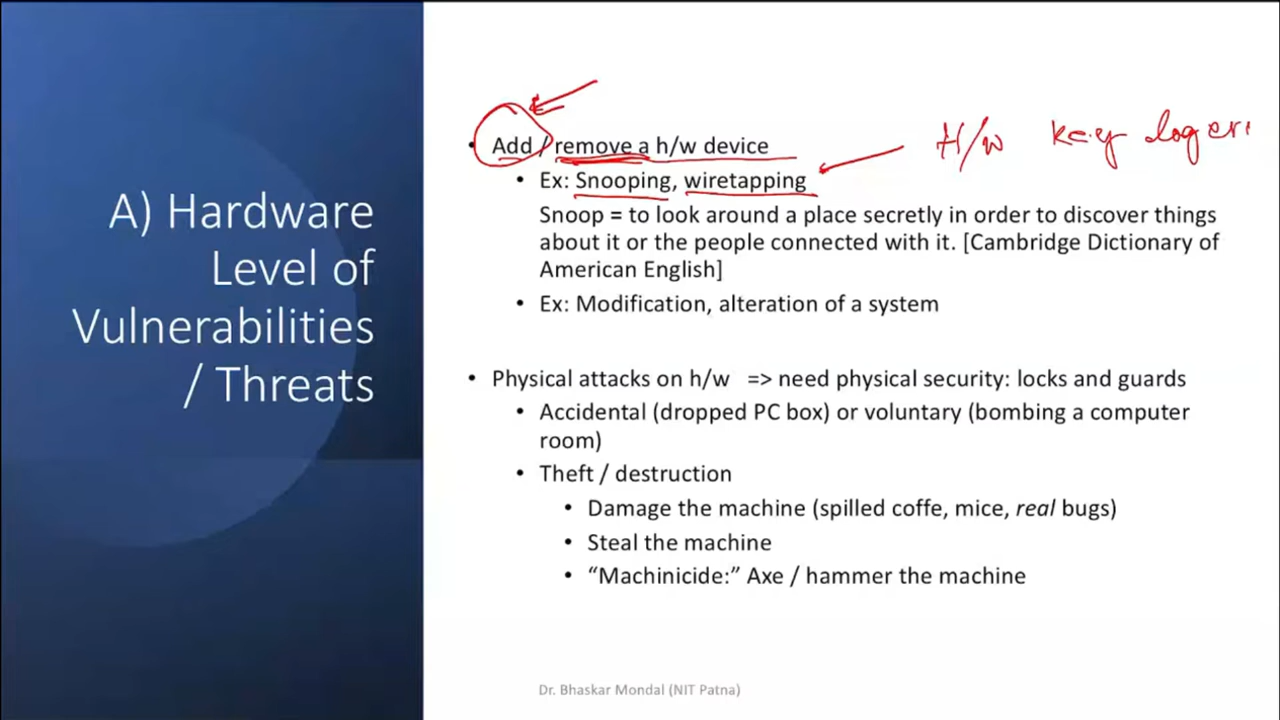 A) Hardware
Level of
Vulnerabilities
/ Threats
• Add / remove a h/w device
H/w key loger
• Ex: Snooping, wiretapping
Snoop = to look around a place secretly in order to discover things
about it or the people connected with it. [Cambridge Dictionary of
American English]
• Ex: Modification, alteration of a system
• Physical attacks on h/w => need physical security: locks and guards
• Accidental (dropped PC box) or voluntary (bombing a computer
room)
• Theft / destruction
• Damage the machine (spilled coffe, mice, real bugs)
• Steal the machine
• “Machinicide:” Axe / hammer the machine
Dr. Bhaskar Mondal (NIT Patna)